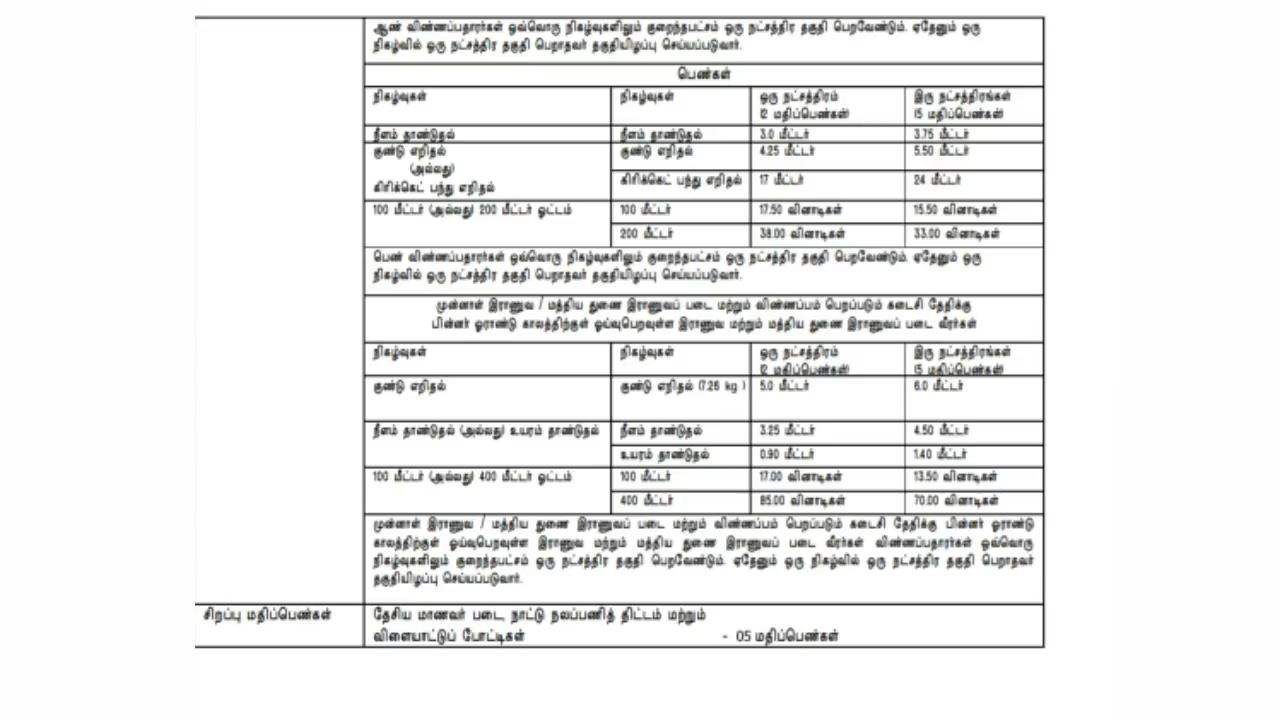 ஆண் விண்ணப்பதாரர்கள் ஒவ்வொரு நிகழ்வுகளிலும் குறைந்தபட்சம் ஒரு நட்சத்திர தகுதி பெறவேண்டும். ஏதேனும் ஒரு
நிகழ்வில் ஒரு நட்சத்திர தகுதி பெறாதவர் தகுதியிழப்பு செய்யப்படுவார்.
பெண்கள்
நிகழ்வுகள் நிகழ்வுகள் ஒரு நட்சத்திரம் இரு நட்சத்திரங்கள்
(2 மதிப்பெண்கள்) (5 மதிப்பெண்கள்)
நீளம் தாண்டுதல் நீளம் தாண்டுதல் 3.0 மீட்டர் 3.75 மீட்டர்
குண்டு எறிதல் குண்டு எறிதல் 4.25 மீட்டர் 5.50 மீட்டர்
(அல்லது)
கிரிக்கெட் பந்து எறிதல் கிரிக்கெட் பந்து எறிதல் 17 மீட்டர் 24 மீட்டர்
100 மீட்டர் (அல்லது) 200 மீட்டர் ஓட்டம் 100 மீட்டர் 17.50 வினாடிகள் 15.50 வினாடிகள்
200 மீட்டர் 38.00 வினாடிகள் 33.00 வினாடிகள்
பெண் விண்ணப்பதாரர்கள் ஒவ்வொரு நிகழ்வுகளிலும் குறைந்தபட்சம் ஒரு நட்சத்திர தகுதி பெறவேண்டும். ஏதேனும் ஒரு
நிகழ்வில் ஒரு நட்சத்திர தகுதி பெறாதவர் தகுதியிழப்பு செய்யப்படுவார்.
முன்னாள் இராணுவ / மத்திய துணை இராணுவப் படை மற்றும் விண்ணப்பம் பெறப்படும் கடைசி தேதிக்கு
பின்னர் ஓராண்டு காலத்திற்குள் ஓய்வுபெறவுள்ள இராணுவ மற்றும் மத்திய துணை இராணுவப் படை வீரர்கள்
நிகழ்வுகள் நிகழ்வுகள் ஒரு நட்சத்திரம் இரு நட்சத்திரங்கள்
(2 மதிப்பெண்கள்) (5 மதிப்பெண்கள்)
குண்டு எறிதல் குண்டு எறிதல் (7.26 kg ) 5.0 மீட்டர் 6.0 மீட்டர்
நீளம் தாண்டுதல் (அல்லது) உயரம் தாண்டுதல் நீளம் தாண்டுதல் 3.25 மீட்டர் 4.50 மீட்டர்
உயரம் தாண்டுதல் 0.90 மீட்டர் 1.40 மீட்டர்
100 மீட்டர் (அல்லது) 400 மீட்டர் ஓட்டம் 100 மீட்டர் 17.00 வினாடிகள் 13.50 வினாடிகள்
400 மீட்டர் 85.00 வினாடிகள் 70.00 வினாடிகள்
முன்னாள் இராணுவ / மத்திய துணை இராணுவப் படை மற்றும் விண்ணப்பம் பெறப்படும் கடைசி தேதிக்கு பின்னர் ஓராண்டு
காலத்திற்குள் ஓய்வுபெறவுள்ள இராணுவ மற்றும் மத்திய துணை இராணுவப் படை வீரர்கள் விண்ணப்பதாரர்கள் ஒவ்வொரு
நிகழ்வுகளிலும் குறைந்தபட்சம் ஒரு நட்சத்திர தகுதி பெறவேண்டும். ஏதேனும் ஒரு நிகழ்வில் ஒரு நட்சத்திர தகுதி பெறாதவர்
தகுதியிழப்பு செய்யப்படுவார்.
சிறப்பு மதிப்பெண்கள் தேசிய மாணவர் படை, நாட்டு நலப்பணித் திட்டம் மற்றும்
விளையாட்டுப் போட்டிகள் - 05 மதிப்பெண்கள்